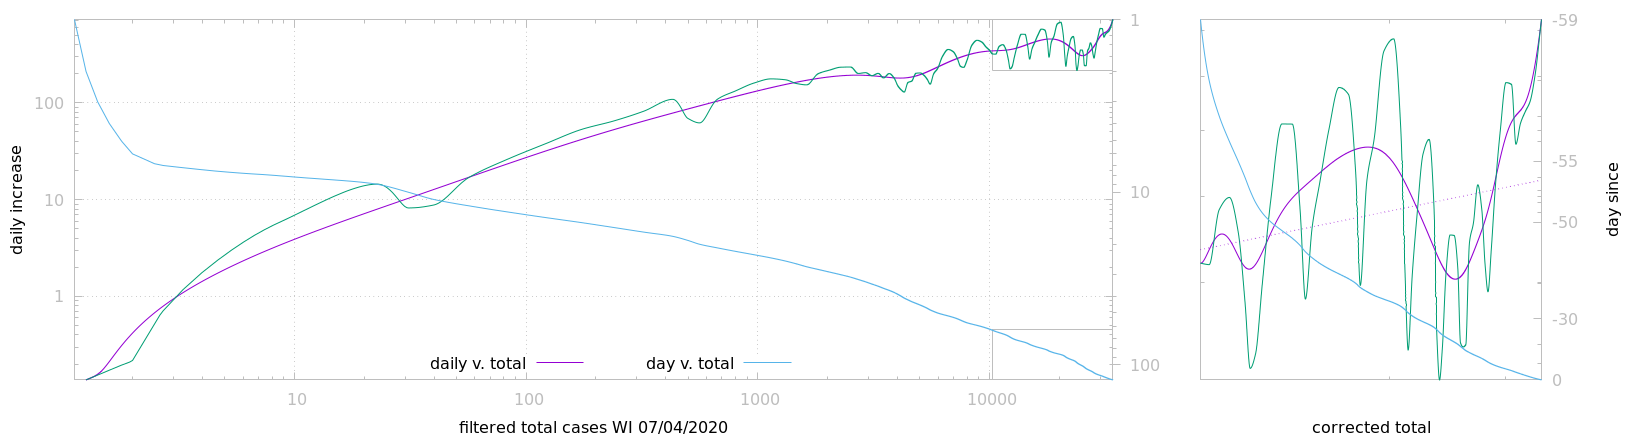 daily increase
100
10
1
daily v. total
day v. total
10
100
1000
10000
filtered total cases WI 07/04/2020
1
10
100
-59
-55
-50
-30
0
day since
corrected total